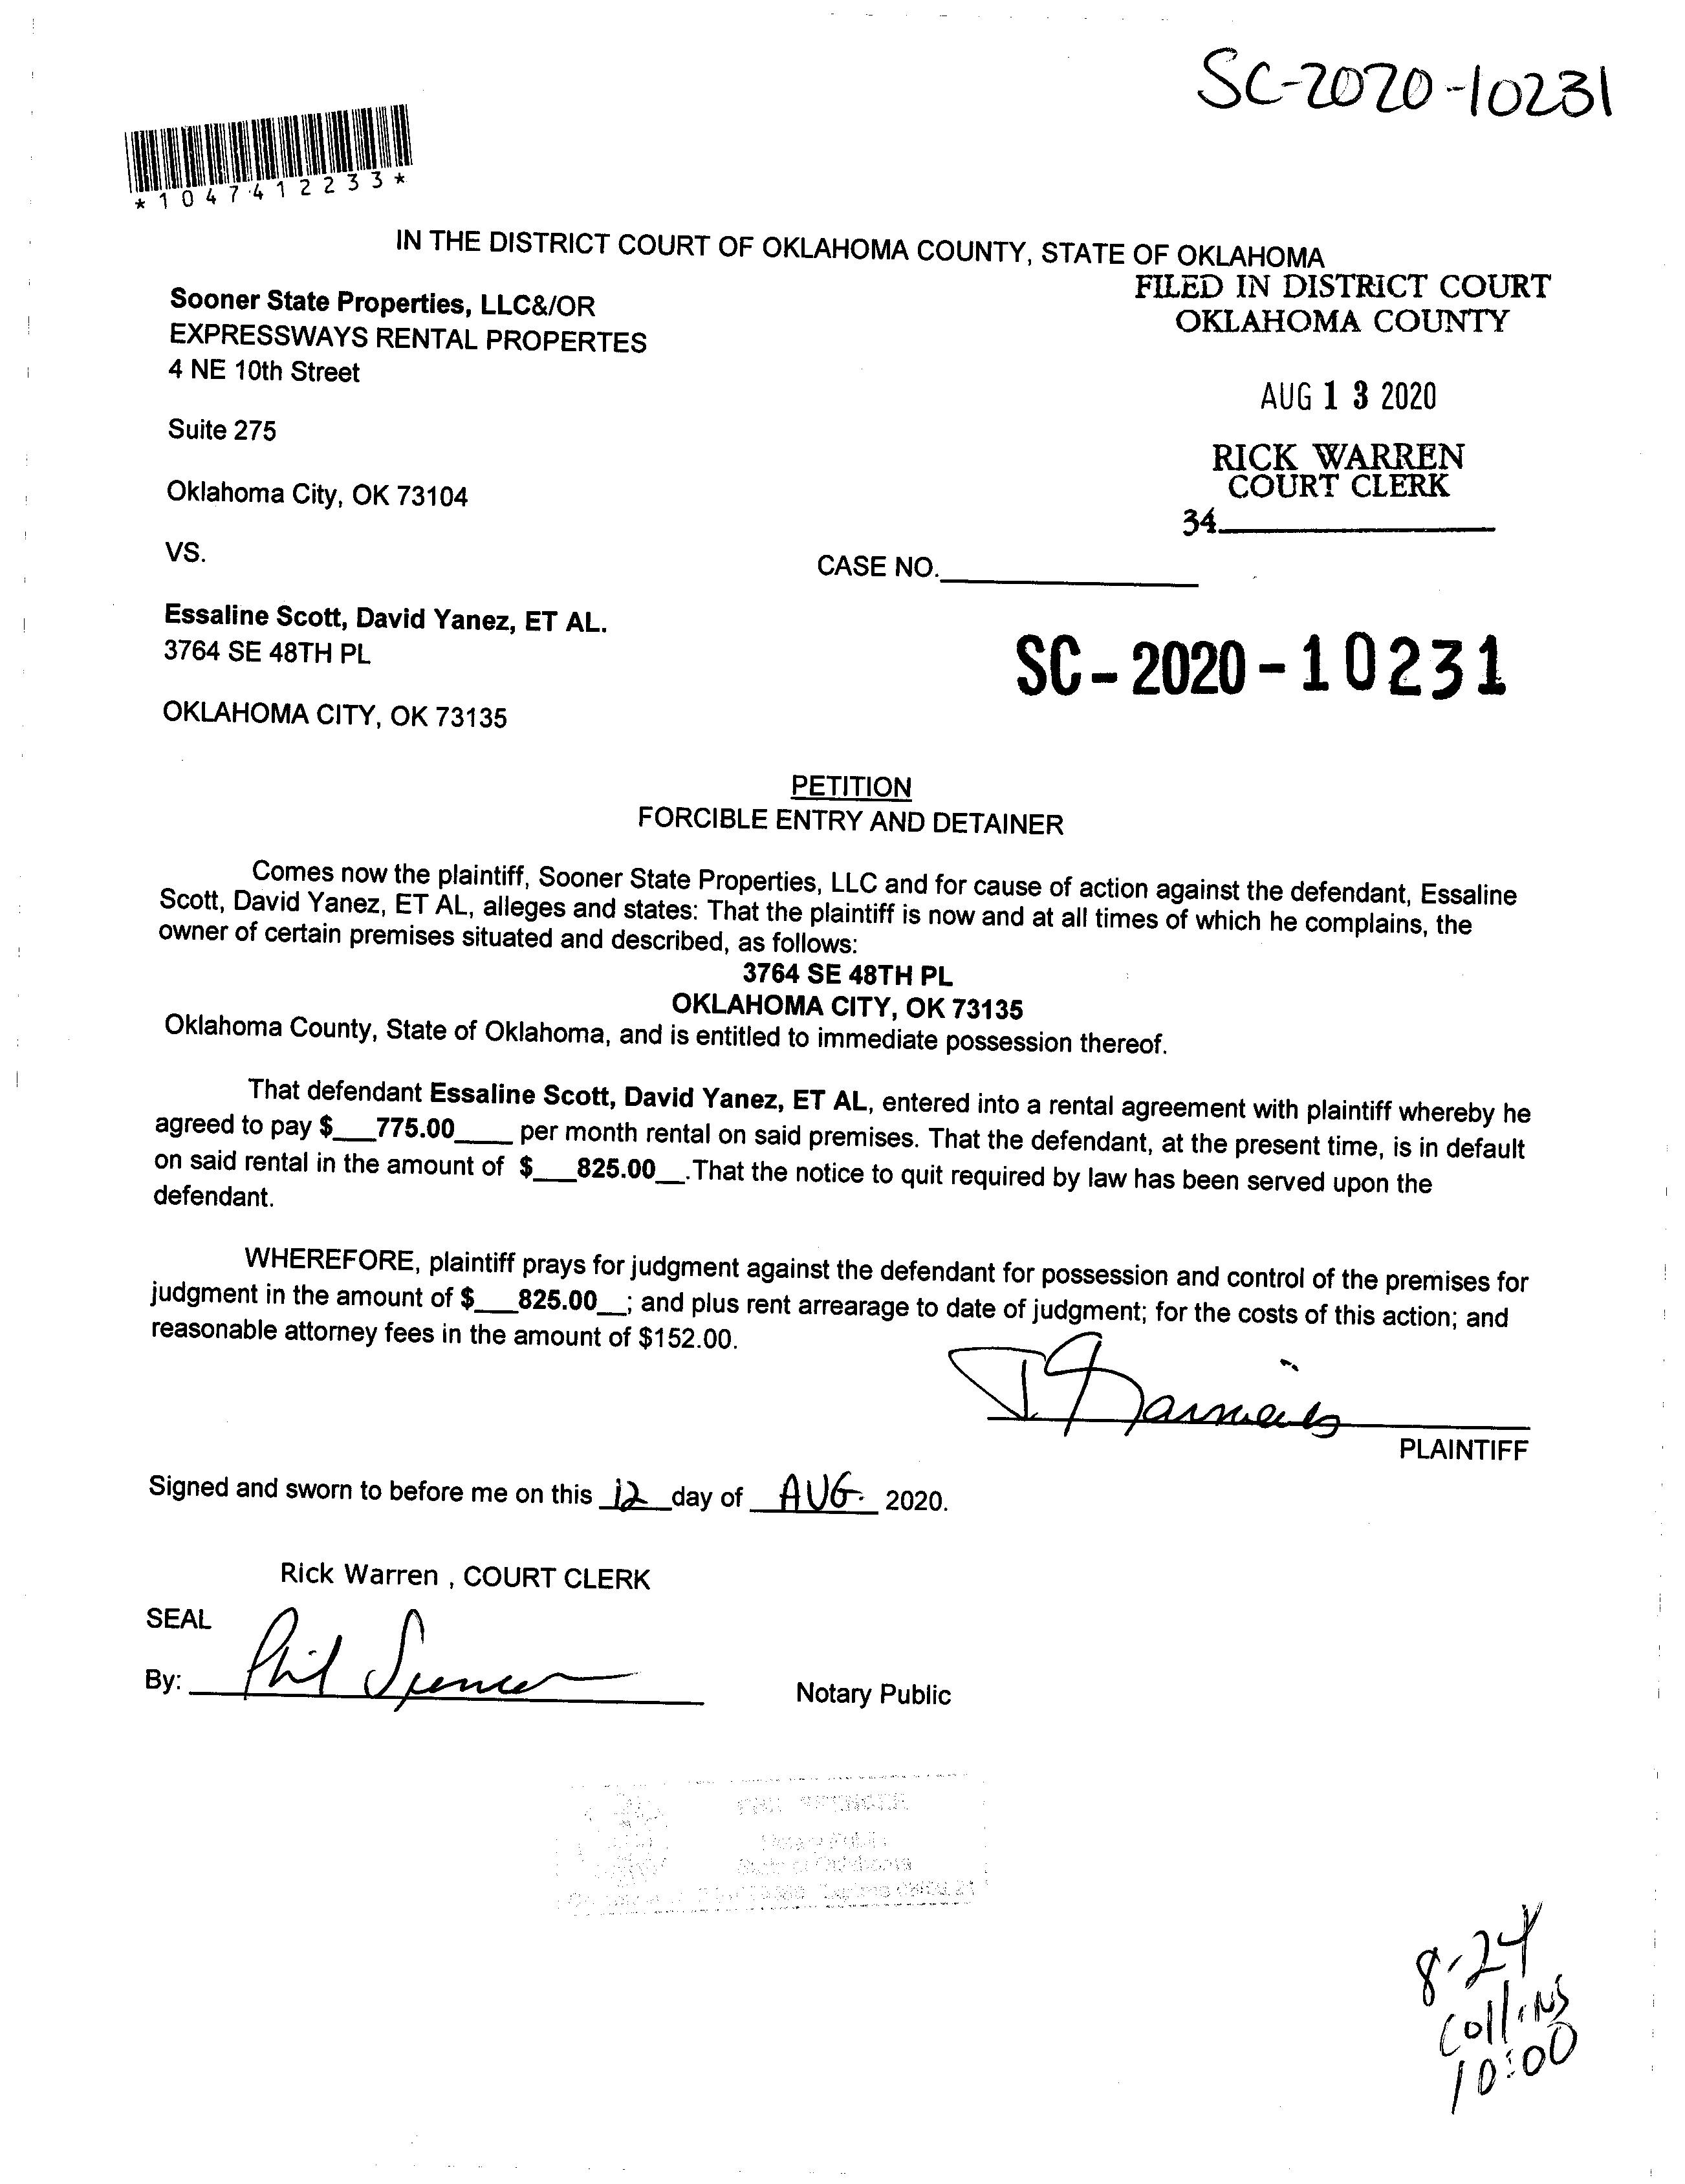 SC-2020-10231
*1047412233*
IN THE DISTRICT COURT OF OKLAHOMA COUNTY, STATE OF OKLAHOMA
FILED IN DISTRICT COURT
OKLAHOMA COUNTY
Sooner State Properties, LLC&/OR
EXPRESSWAYS RENTAL PROPERTES
4 NE 10th Street
AUG 13 2020
Suite 275
RICK WARREN
COURT CLERK
Oklahoma City, OK 73104
34
VS.
CASE NO.
Essaline Scott, David Yanez, ET AL.
3764 SE 48TH PL
SC-2020-10231
OKLAHOMA CITY, OK 73135
PETITION
FORCIBLE ENTRY AND DETAINER
Comes now the plaintiff, Sooner State Properties, LLC and for cause of action against the defendant, Essaline
Scott, David Yanez, ET AL, alleges and states: That the plaintiff is now and at all times of which he complains, the
owner of certain premises situated and described, as follows:
3764 SE 48TH PL
OKLAHOMA CITY, OK 73135
Oklahoma County, State of Oklahoma, and is entitled to immediate possession thereof.
That defendant Essaline Scott, David Yanez, ET AL, entered into a rental agreement with plaintiff whereby he
agreed to pay $___775.00____ per month rental on said premises. That the defendant, at the present time, is in default
on said rental in the amount of $___825.00__.That the notice to quit required by law has been served upon the
defendant.
WHEREFORE, plaintiff prays for judgment against the defendant for possession and control of the premises for
judgment in the amount of $___825.00__; and plus rent arrearage to date of judgment; for the costs of this action; and
reasonable attorney fees in the amount of $152.00.
PLAINTIFF
Signed and sworn to before me on this 12 day of AUG. 2020.
Rick Warren , COURT CLERK
SEAL
By: Phil Spencer
Notary Public
Notary Public
State of Oklahoma
8-24
Collins
10:00